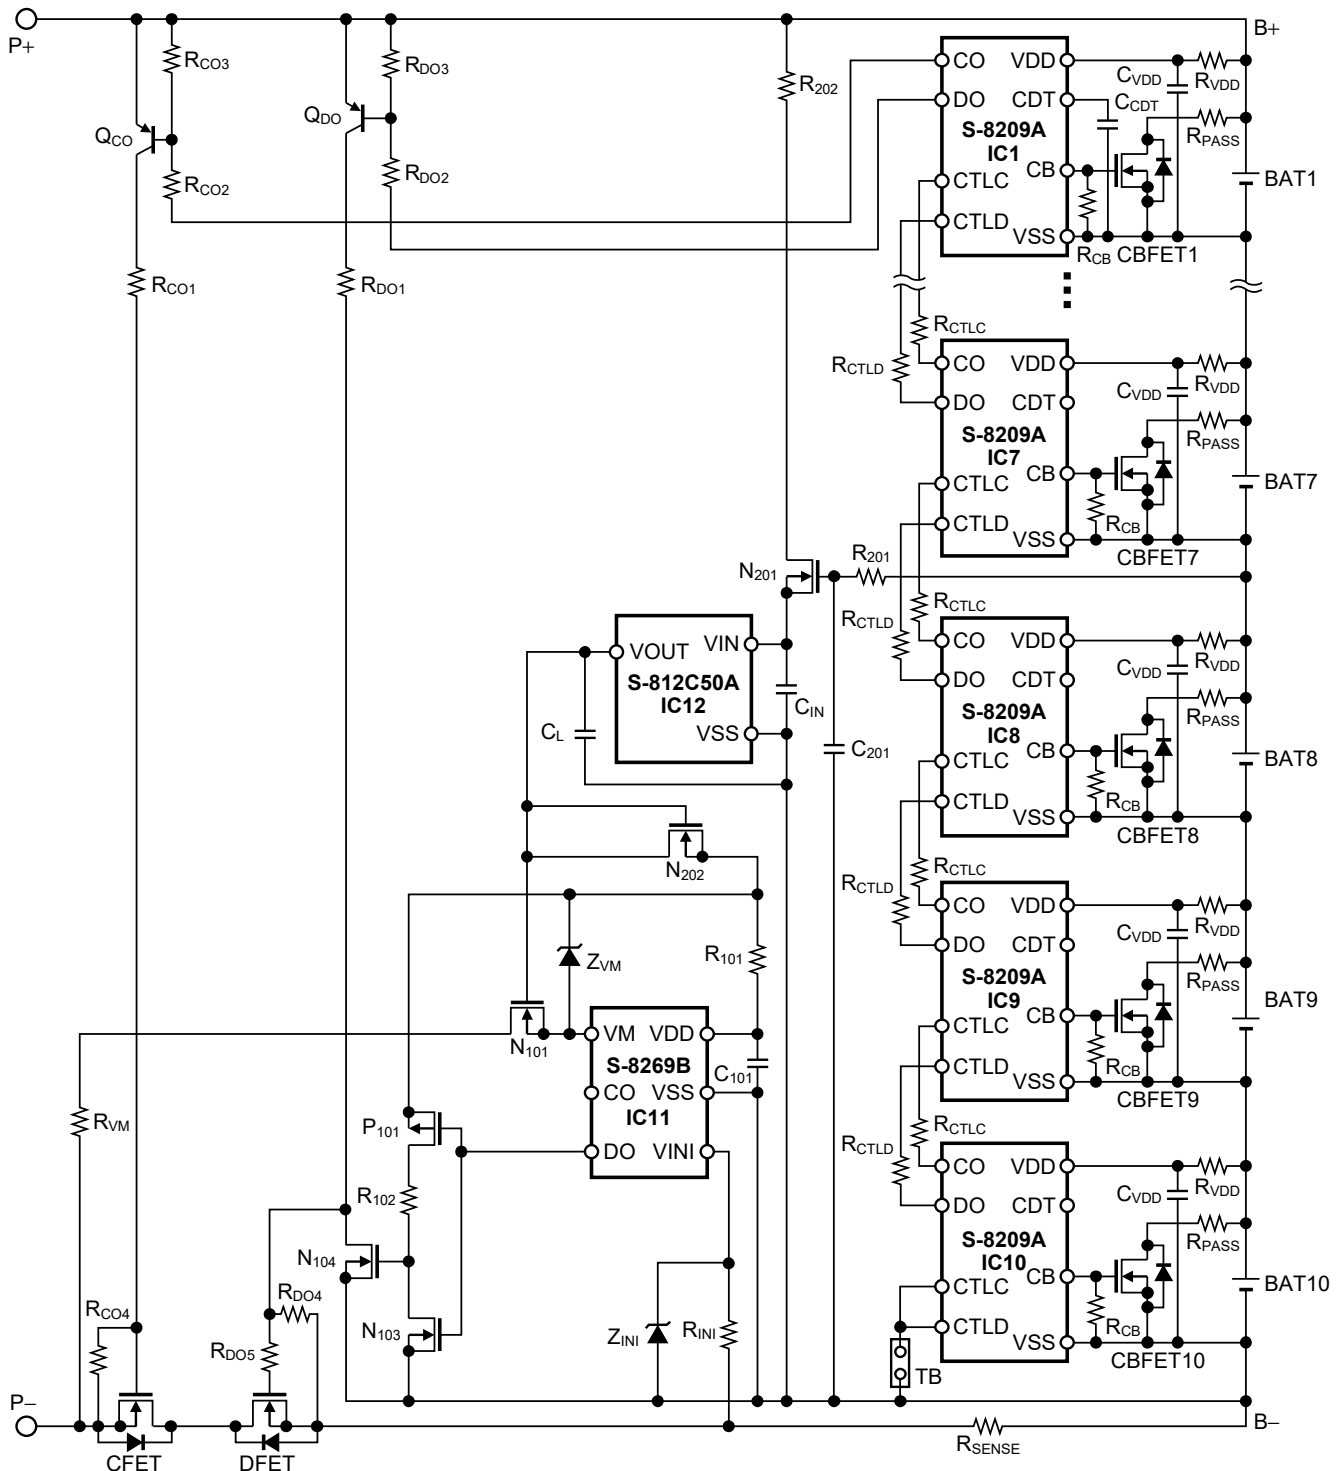 P+
B+
RCO3
RDO3
R202
QCO
QDO
RCO2
RDO2
RCO1
RDO1
CO
VDD
DO
CDT
S-8209A
IC1
CB
CTLC
CTLD
VSS
CVDD
RVDD
CCDT
RPASS
BAT1
RCB
CBFET1
RCTLC
RCTLD
CO
VDD
DO
CDT
S-8209A
IC7
CB
CTLC
CTLD
VSS
CVDD
RVDD
RPASS
BAT7
RCB
CBFET7
N201
R201
RCTLC
RCTLD
VOUT
VIN
S-812C50A
IC12
VSS
CL
CIN
C201
CO
VDD
DO
CDT
S-8209A
IC8
CB
CTLC
CTLD
VSS
CVDD
RVDD
RPASS
BAT8
RCB
CBFET8
N202
RCTLC
RCTLD
ZVM
R101
N101
VM
VDD
S-8269B
CO
VSS
IC11
DO
VINI
C101
CO
VDD
DO
CDT
S-8209A
IC9
CB
CTLC
CTLD
VSS
CVDD
RVDD
RPASS
BAT9
RCB
CBFET9
RVM
P101
R102
RCTLC
RCTLD
N104
RDO4
RCO4
N103
RDO5
ZINI
RINI
CO
VDD
DO
CDT
S-8209A
IC10
CB
CTLC
CTLD
VSS
CVDD
RVDD
RPASS
BAT10
RCB
CBFET10
TB
P−
B−
CFET
DFET
RSENSE